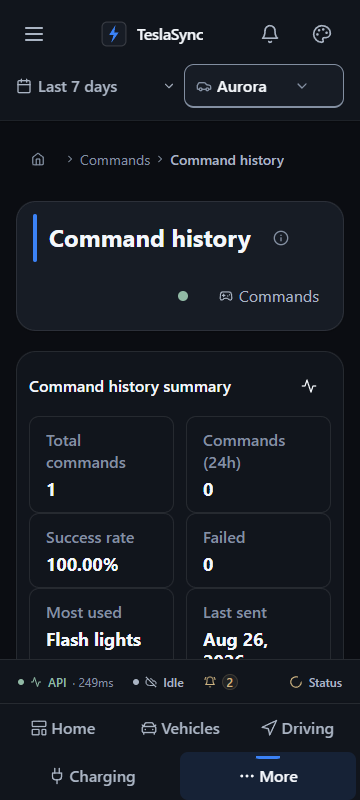 TeslaSync
Last 7 days
Aurora
Commands
Command history
Command history
Commands
Command history summary
Total
commands
1
Commands
(24h)
0
Success rate
100.00%
Failed
0
Most used
Flash lights
Last sent
Aug 26,
2026
API · 249ms
Idle
2
Status
Home
Vehicles
Driving
Charging
More